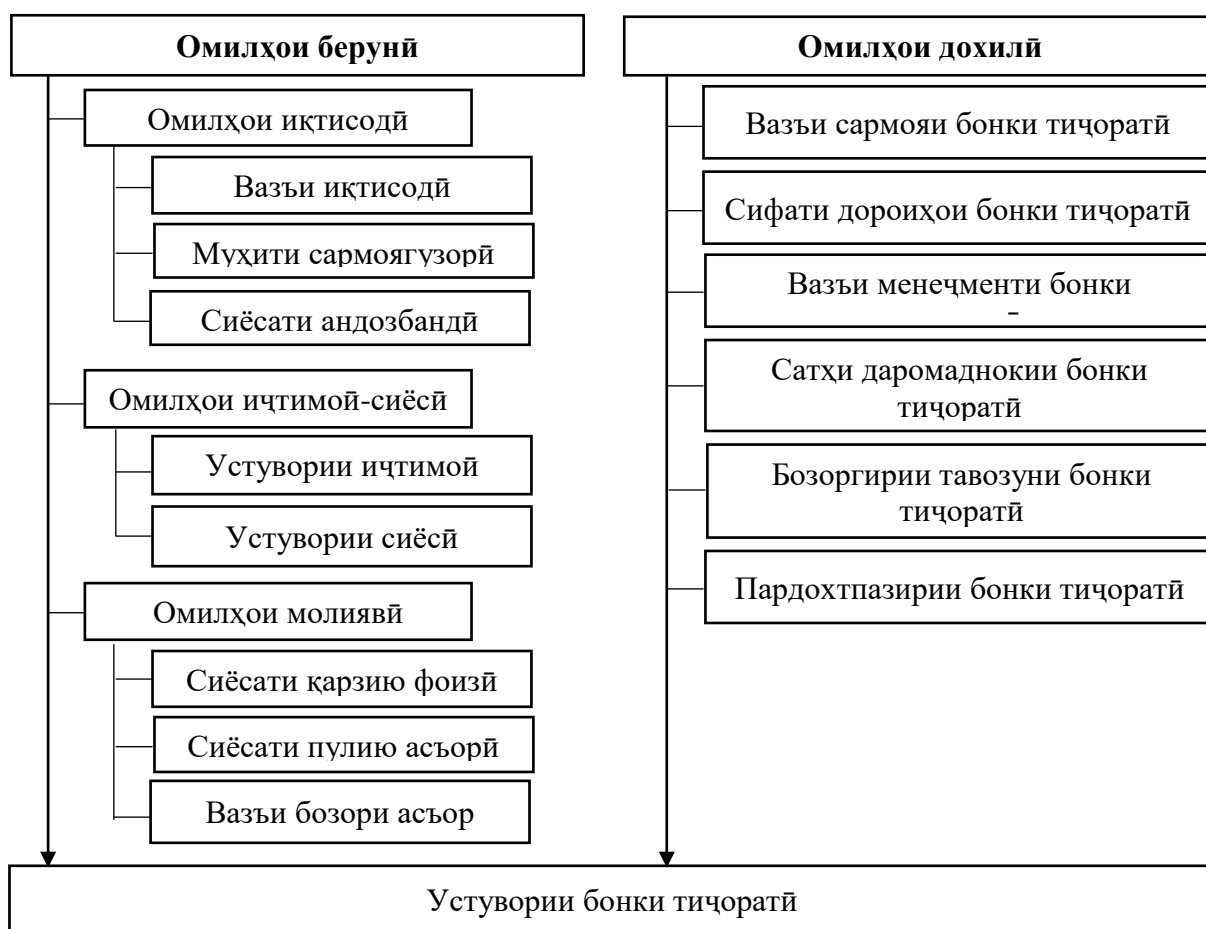 Омилҳои берунӣ
Омилҳои иқтисодӣ
Вазъи иқтисодӣ
Муҳити сармоягузорӣ
Сиёсати андозбандӣ
Омилҳои иҷтимоӣ-сиёсӣ
Устувории иҷтимоӣ
Устувории сиёсӣ
Омилҳои молиявӣ
Сиёсати қарзию фоизӣ
Сиёсати пулию асъорӣ
Вазъи бозори асъор
Омилҳои дохилӣ
Вазъи сармояи бонки тиҷоратӣ
Сифати дороиҳои бонки тиҷоратӣ
Вазъи менеҷменти бонки
Сатҳи даромаднокии бонки
тиҷоратӣ
Бозоргирии тавозуни бонки
тиҷоратӣ
Пардохтпазирии бонки тиҷоратӣ
Устувории бонки тиҷоратӣ